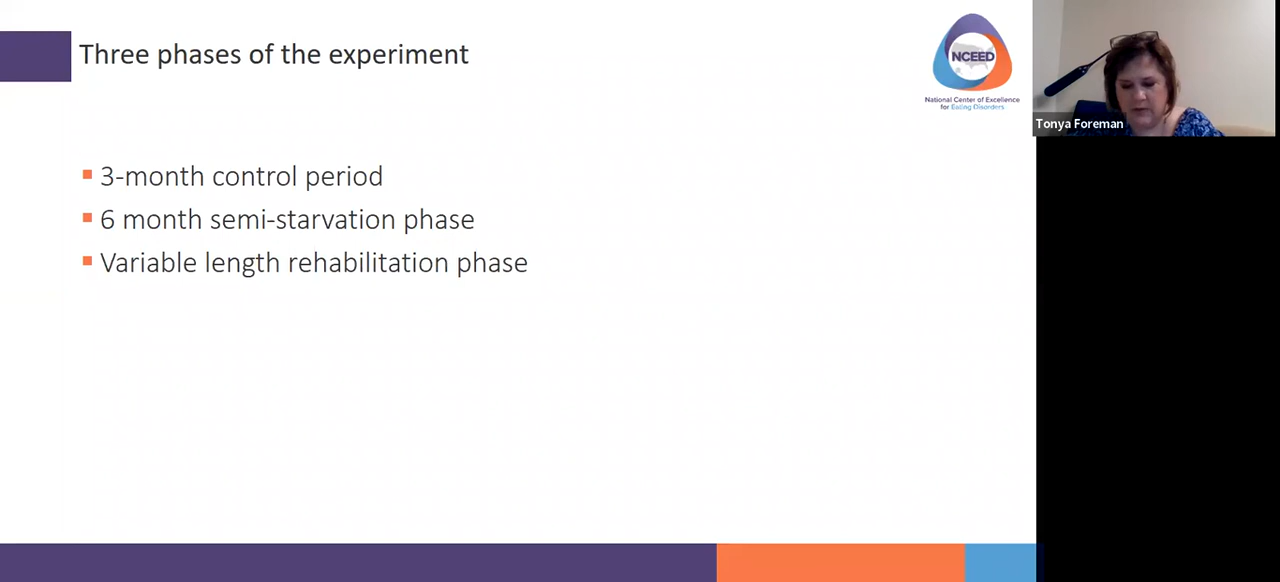 Three phases of the experiment
NCEED
National Center of Excellence
for Eating Disorders
Tonya Foreman
3-month control period
6 month semi-starvation phase
Variable length rehabilitation phase